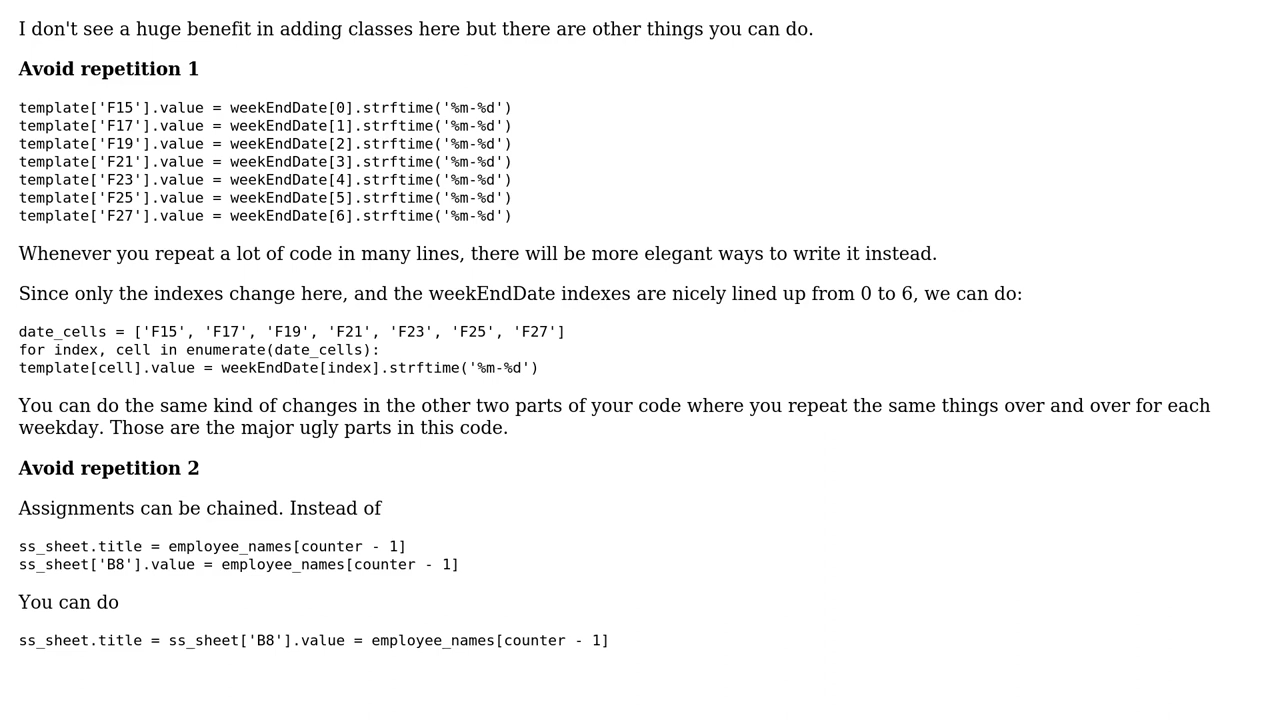 I don't see a huge benefit in adding classes here but there are other things you can do.
Avoid repetition 1
template['F15'].value = weekEndDate[0].strftime('%m-%d')
template['F17'].value = weekEndDate[1].strftime('%m-%d')
template['F19'].value = weekEndDate[2].strftime('%m-%d')
template['F21'].value = weekEndDate[3].strftime('%m-%d')
template['F23'].value = weekEndDate[4].strftime('%m-%d')
template['F25'].value = weekEndDate[5].strftime('%m-%d')
template['F27'].value = weekEndDate[6].strftime('%m-%d')
Whenever you repeat a lot of code in many lines, there will be more elegant ways to write it instead.
Since only the indexes change here, and the weekEndDate indexes are nicely lined up from 0 to 6, we can do:
date_cells = ['F15', 'F17', 'F19', 'F21', 'F23', 'F25', 'F27']
for index, cell in enumerate(date_cells):
template[cell].value = weekEndDate[index].strftime('%m-%d')
You can do the same kind of changes in the other two parts of your code where you repeat the same things over and over for each
weekday. Those are the major ugly parts in this code.
Avoid repetition 2
Assignments can be chained. Instead of
ss_sheet.title = employee_names[counter - 1]
ss_sheet['B8'].value = employee_names[counter - 1]
You can do
ss_sheet.title = ss_sheet['B8'].value = employee_names[counter - 1]